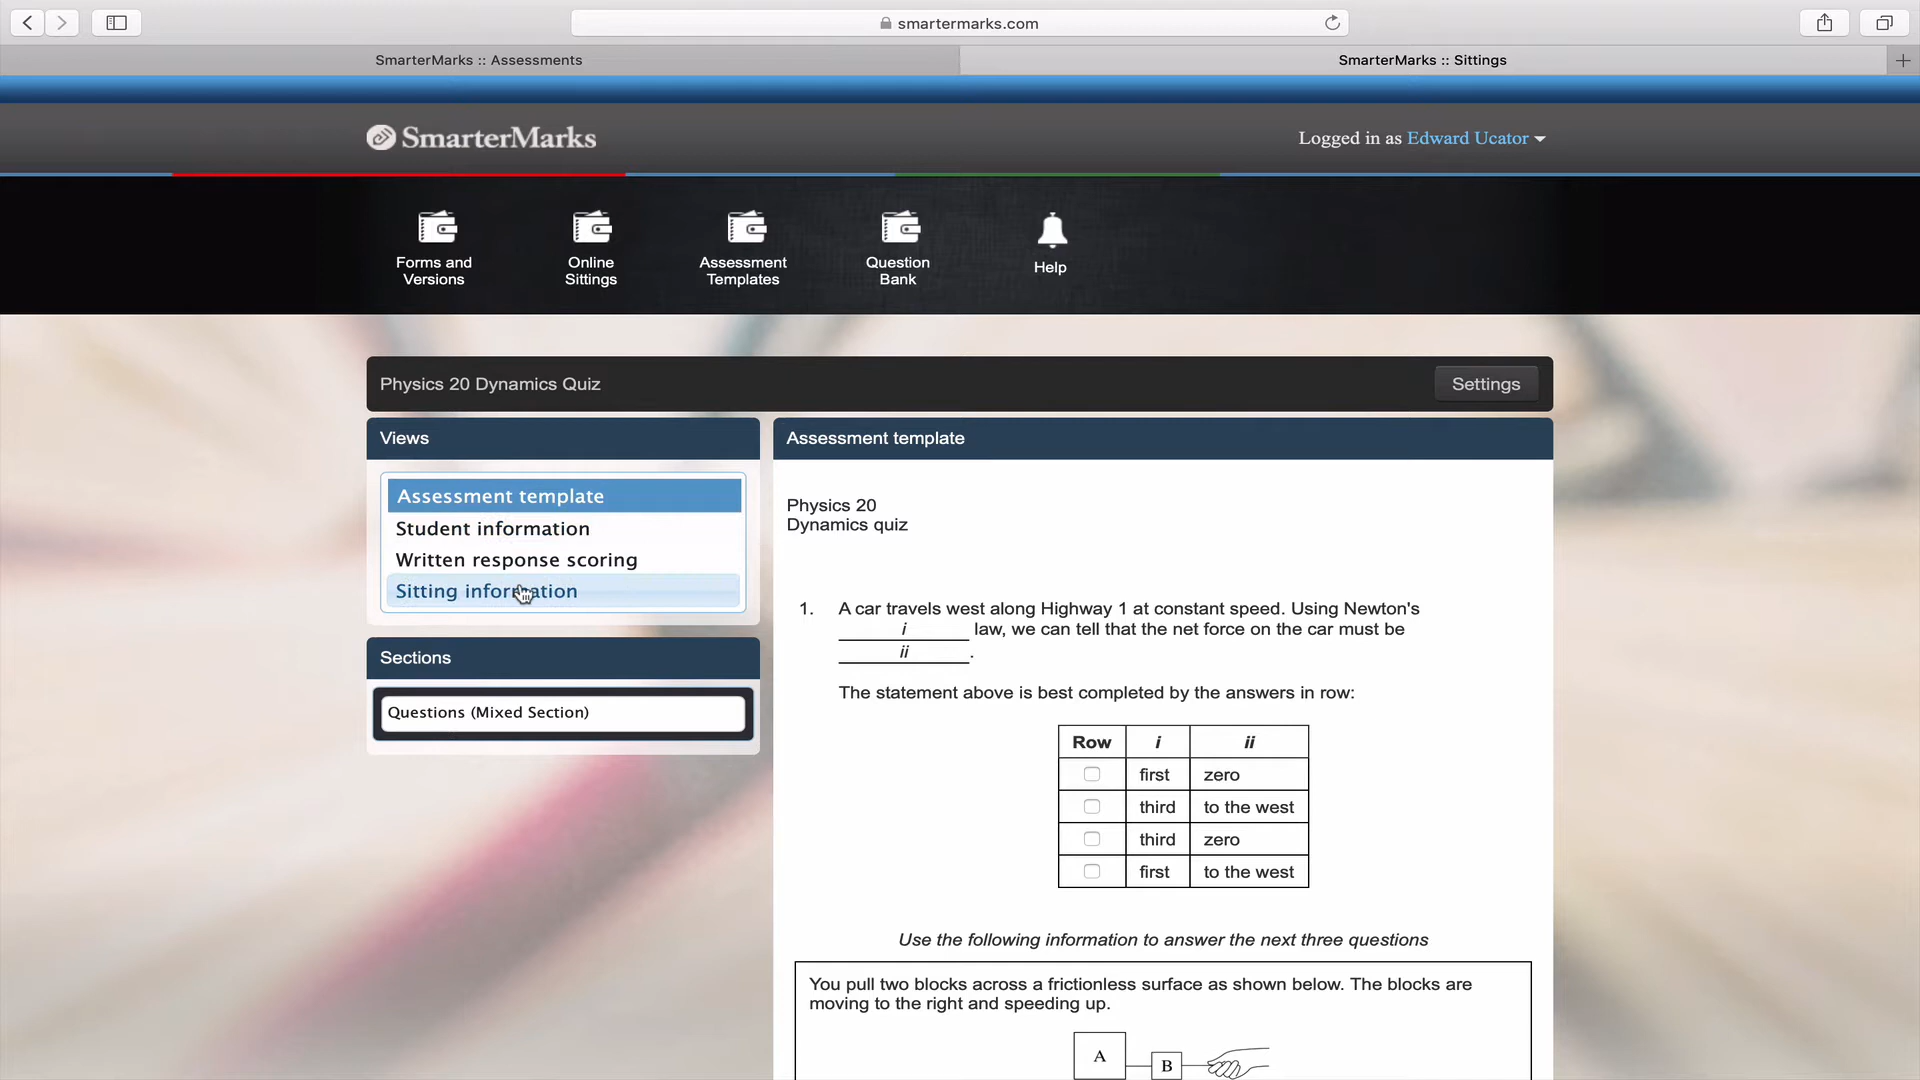 smartermarks.com
SmarterMarks :: Assessments
SmarterMarks :: Sittings
SmarterMarks
Logged in as Edward Ucator
Forms and
Versions
Online
Sittings
Assessment
Templates
Question
Bank
Help
Physics 20 Dynamics Quiz
Settings
Views
Assessment template
Student information
Written response scoring
Sitting information
Sections
Questions (Mixed Section)
Assessment template
Physics 20
Dynamics quiz
1. A car travels west along Highway 1 at constant speed. Using Newton's
i law, we can tell that the net force on the car must be
ii .
The statement above is best completed by the answers in row:
Row i ii
first zero
third to the west
third zero
first to the west
Use the following information to answer the next three questions
You pull two blocks across a frictionless surface as shown below. The blocks are
moving to the right and speeding up.
A
B